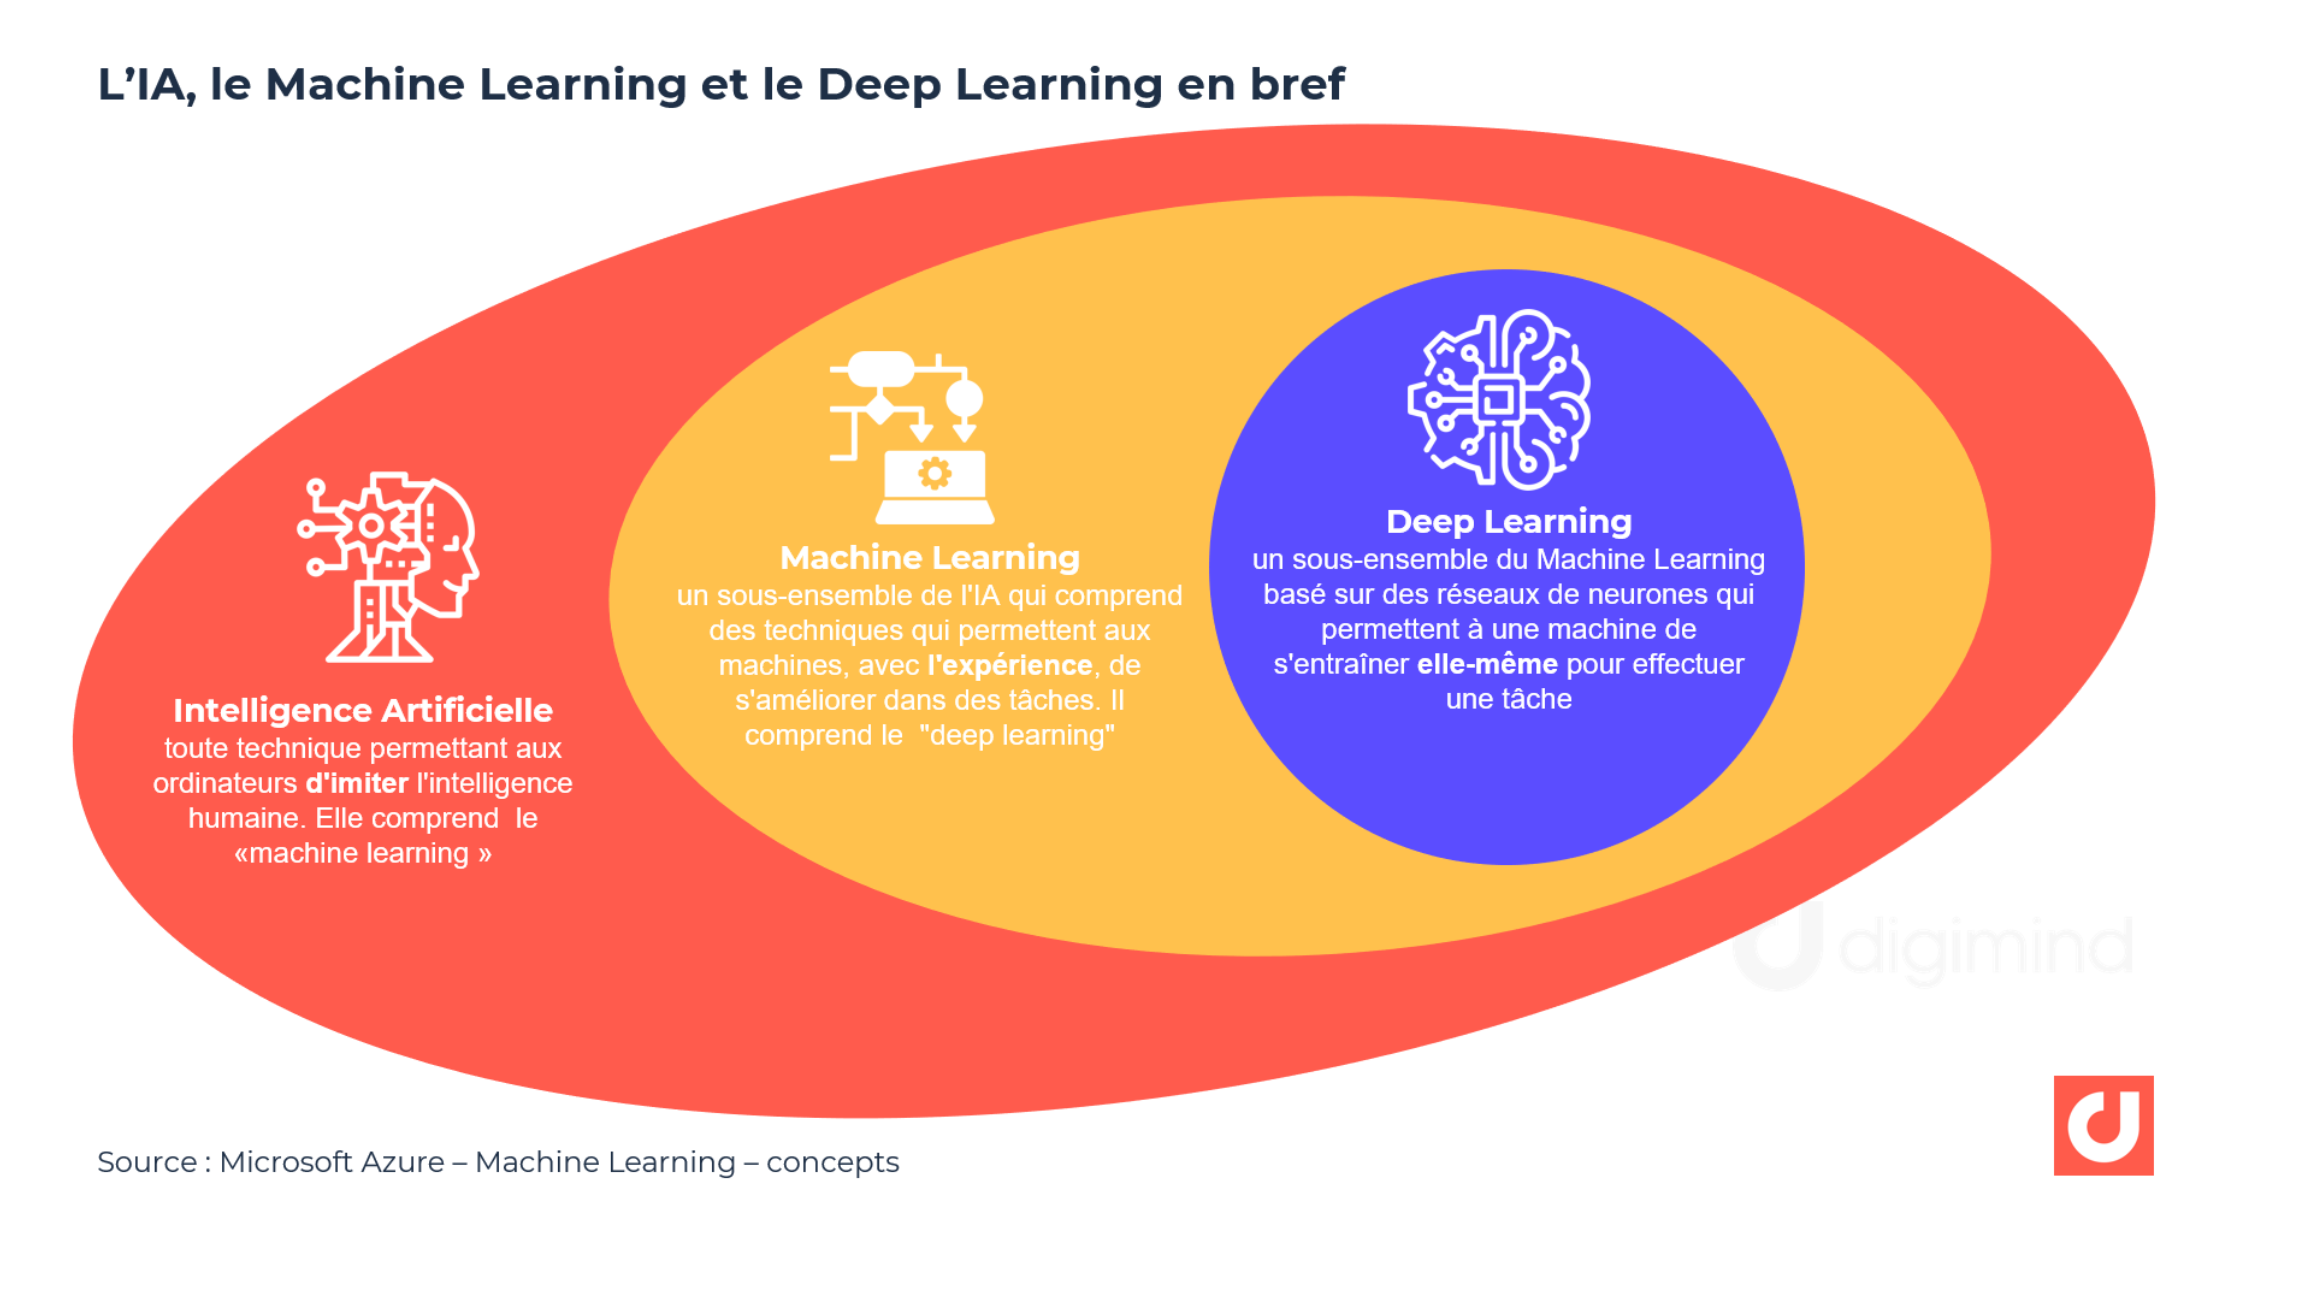 L’IA, le Machine Learning et le Deep Learning en bref
Intelligence Artificielle
toute technique permettant aux
ordinateurs d'imiter l'intelligence
humaine. Elle comprend  le
«machine learning »
Machine Learning
un sous-ensemble de l'IA qui comprend
des techniques qui permettent aux
machines, avec l'expérience, de
s'améliorer dans des tâches. Il
comprend le  "deep learning"
Deep Learning
un sous-ensemble du Machine Learning
basé sur des réseaux de neurones qui
permettent à une machine de
s'entraîner elle-même pour effectuer
une tâche
digimind
Source : Microsoft Azure – Machine Learning – concepts